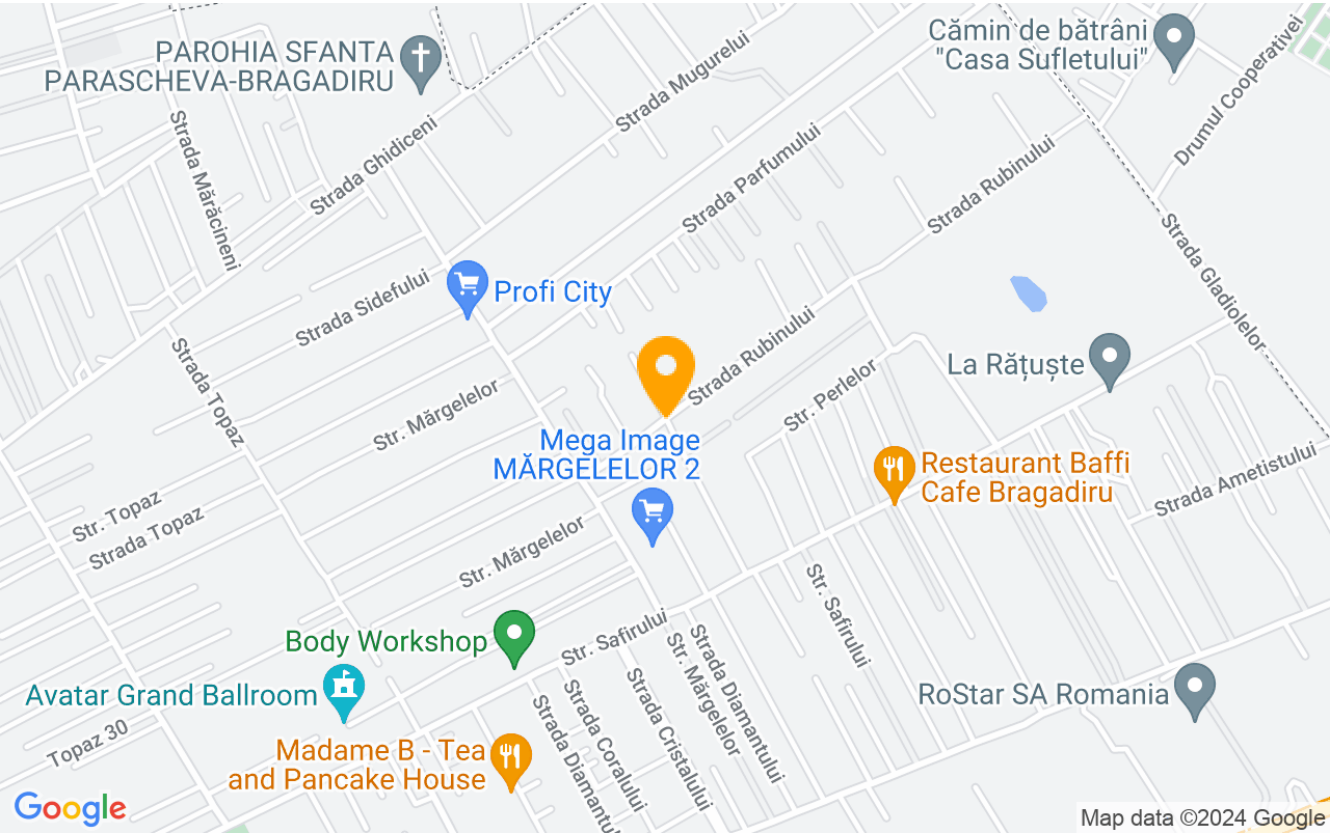 Cămin de bătrâni
"Casa Sufletului"
PAROHIA SFANTA
PARASCHEVA-BRAGADIRU
Strada Mugurelui
Drumul Cooperativei
Strada Mărăcineni
Strada Ghidiceni
Strada Parfumului
Strada Rubinului
Strada Sidefului
Profi City
Strada Gladiolelor
Strada Rubinului
La Rățuște
Strada Topaz
Str. Mărgelelor
Str. Perlelor
Mega Image
MĂRGELELOR 2
Restaurant Baffi
Cafe Bragadiru
Strada Ametistului
Str. Topaz
Strada Topaz
Str. Mărgelelor
Str. Safirului
Body Workshop
Str. Safirului
Avatar Grand Ballroom
Str. Mărgelelor
Strada Diamantului
RoStar SA Romania
Topaz 30
Madame B - Tea
and Pancake House
Strada Diamantu
Strada Coralului
Strada Cristalului
Google
Map data ©2024 Google